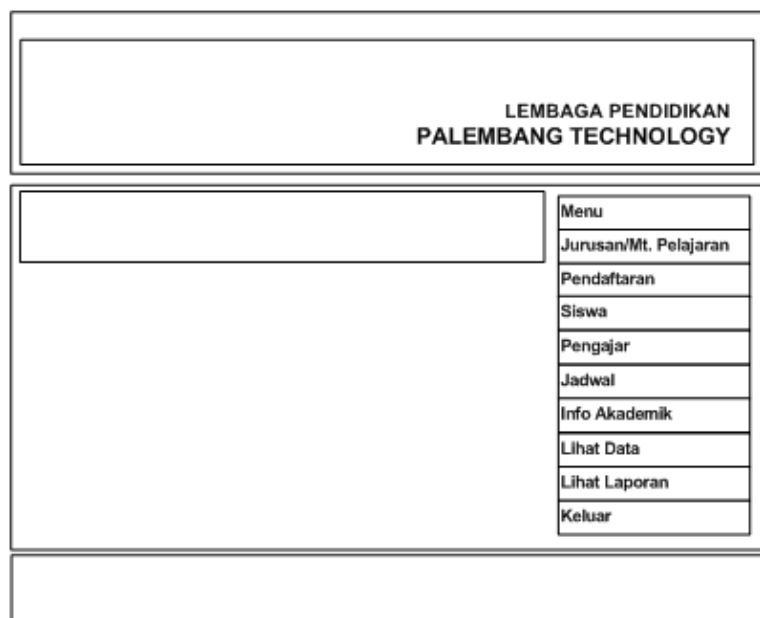 LEMBAGA PENDIDIKAN
PALEMBANG TECHNOLOGY
Menu
Jurusan/Mt. Pelajaran
Pendaftaran
Siswa
Pengajar
Jadwal
Info Akademik
Lihat Data
Lihat Laporan
Keluar